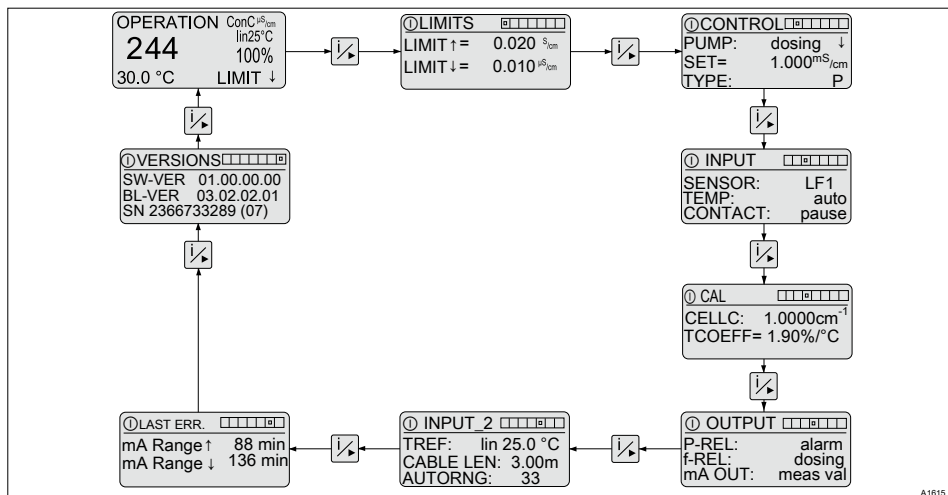 OPERATION ConC µS/cm
lin25°C
244 100%
30.0 °C LIMIT ↓
i/▸
ⓘ LIMITS
LIMIT↑= 0.020 S/cm
LIMIT↓= 0.010 µS/cm
i/▸
ⓘ CONTROL
PUMP: dosing ↓
SET= 1.000 mS/cm
TYPE: P
i/▸
ⓘ INPUT
SENSOR: LF1
TEMP: auto
CONTACT: pause
i/▸
ⓘ CAL
CELLC: 1.0000cm-1
TCOEFF= 1.90%/°C
i/▸
ⓘ OUTPUT
P-REL: alarm
f-REL: dosing
mA OUT: meas val
i/▸
ⓘ INPUT_2
TREF: lin 25.0 °C
CABLE LEN: 3.00m
AUTORNG: 33
i/▸
ⓘ LAST ERR.
mA Range↑ 88 min
mA Range ↓ 136 min
i/▸
ⓘ VERSIONS
SW-VER 01.00.00.00
BL-VER 03.02.02.01
SN 2366733289 (07)
i/▸
A1615